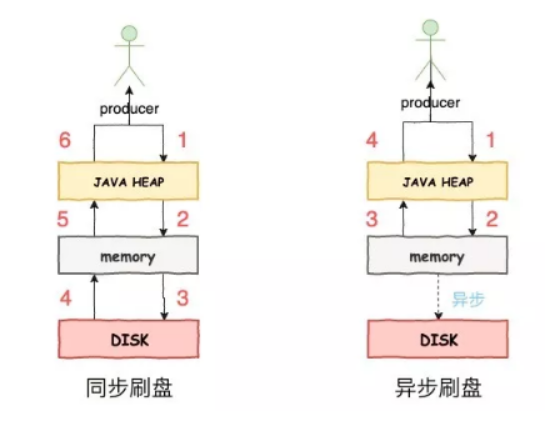 producer
6
1
JAVA HEAP
5
2
memory
4
3
DISK
同步刷盘
producer
4
1
JAVA HEAP
3
2
memory
异步
DISK
异步刷盘